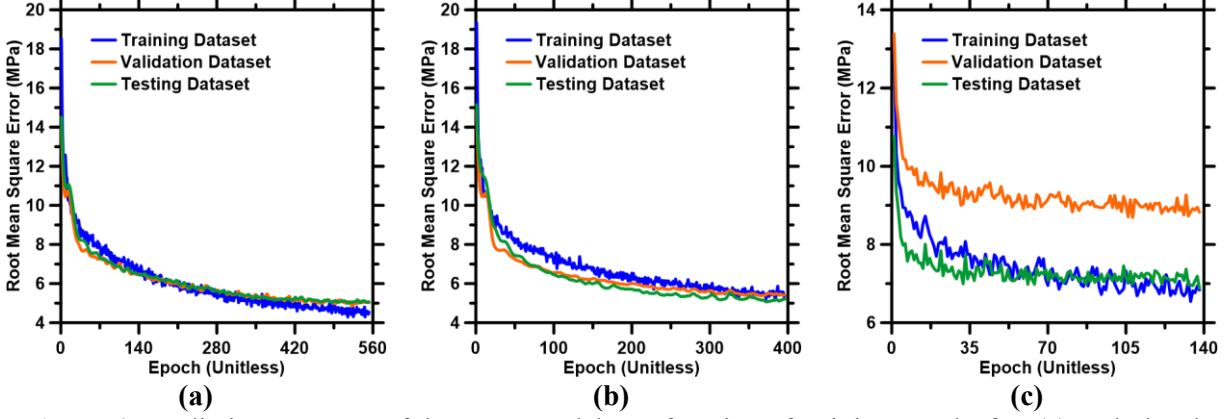 20
18
16
14
12
10
8
6
4
Root Mean Square Error (MPa)
Training Dataset
Validation Dataset
Testing Dataset
0 140 280 420 560
Epoch (Unitless)
(a)
20
18
16
14
12
10
8
6
4
Root Mean Square Error (MPa)
Training Dataset
Validation Dataset
Testing Dataset
0 100 200 300 400
Epoch (Unitless)
(b)
14
12
10
8
6
Root Mean Square Error (MPa)
Training Dataset
Validation Dataset
Testing Dataset
0 35 70 105 140
Epoch (Unitless)
(c)